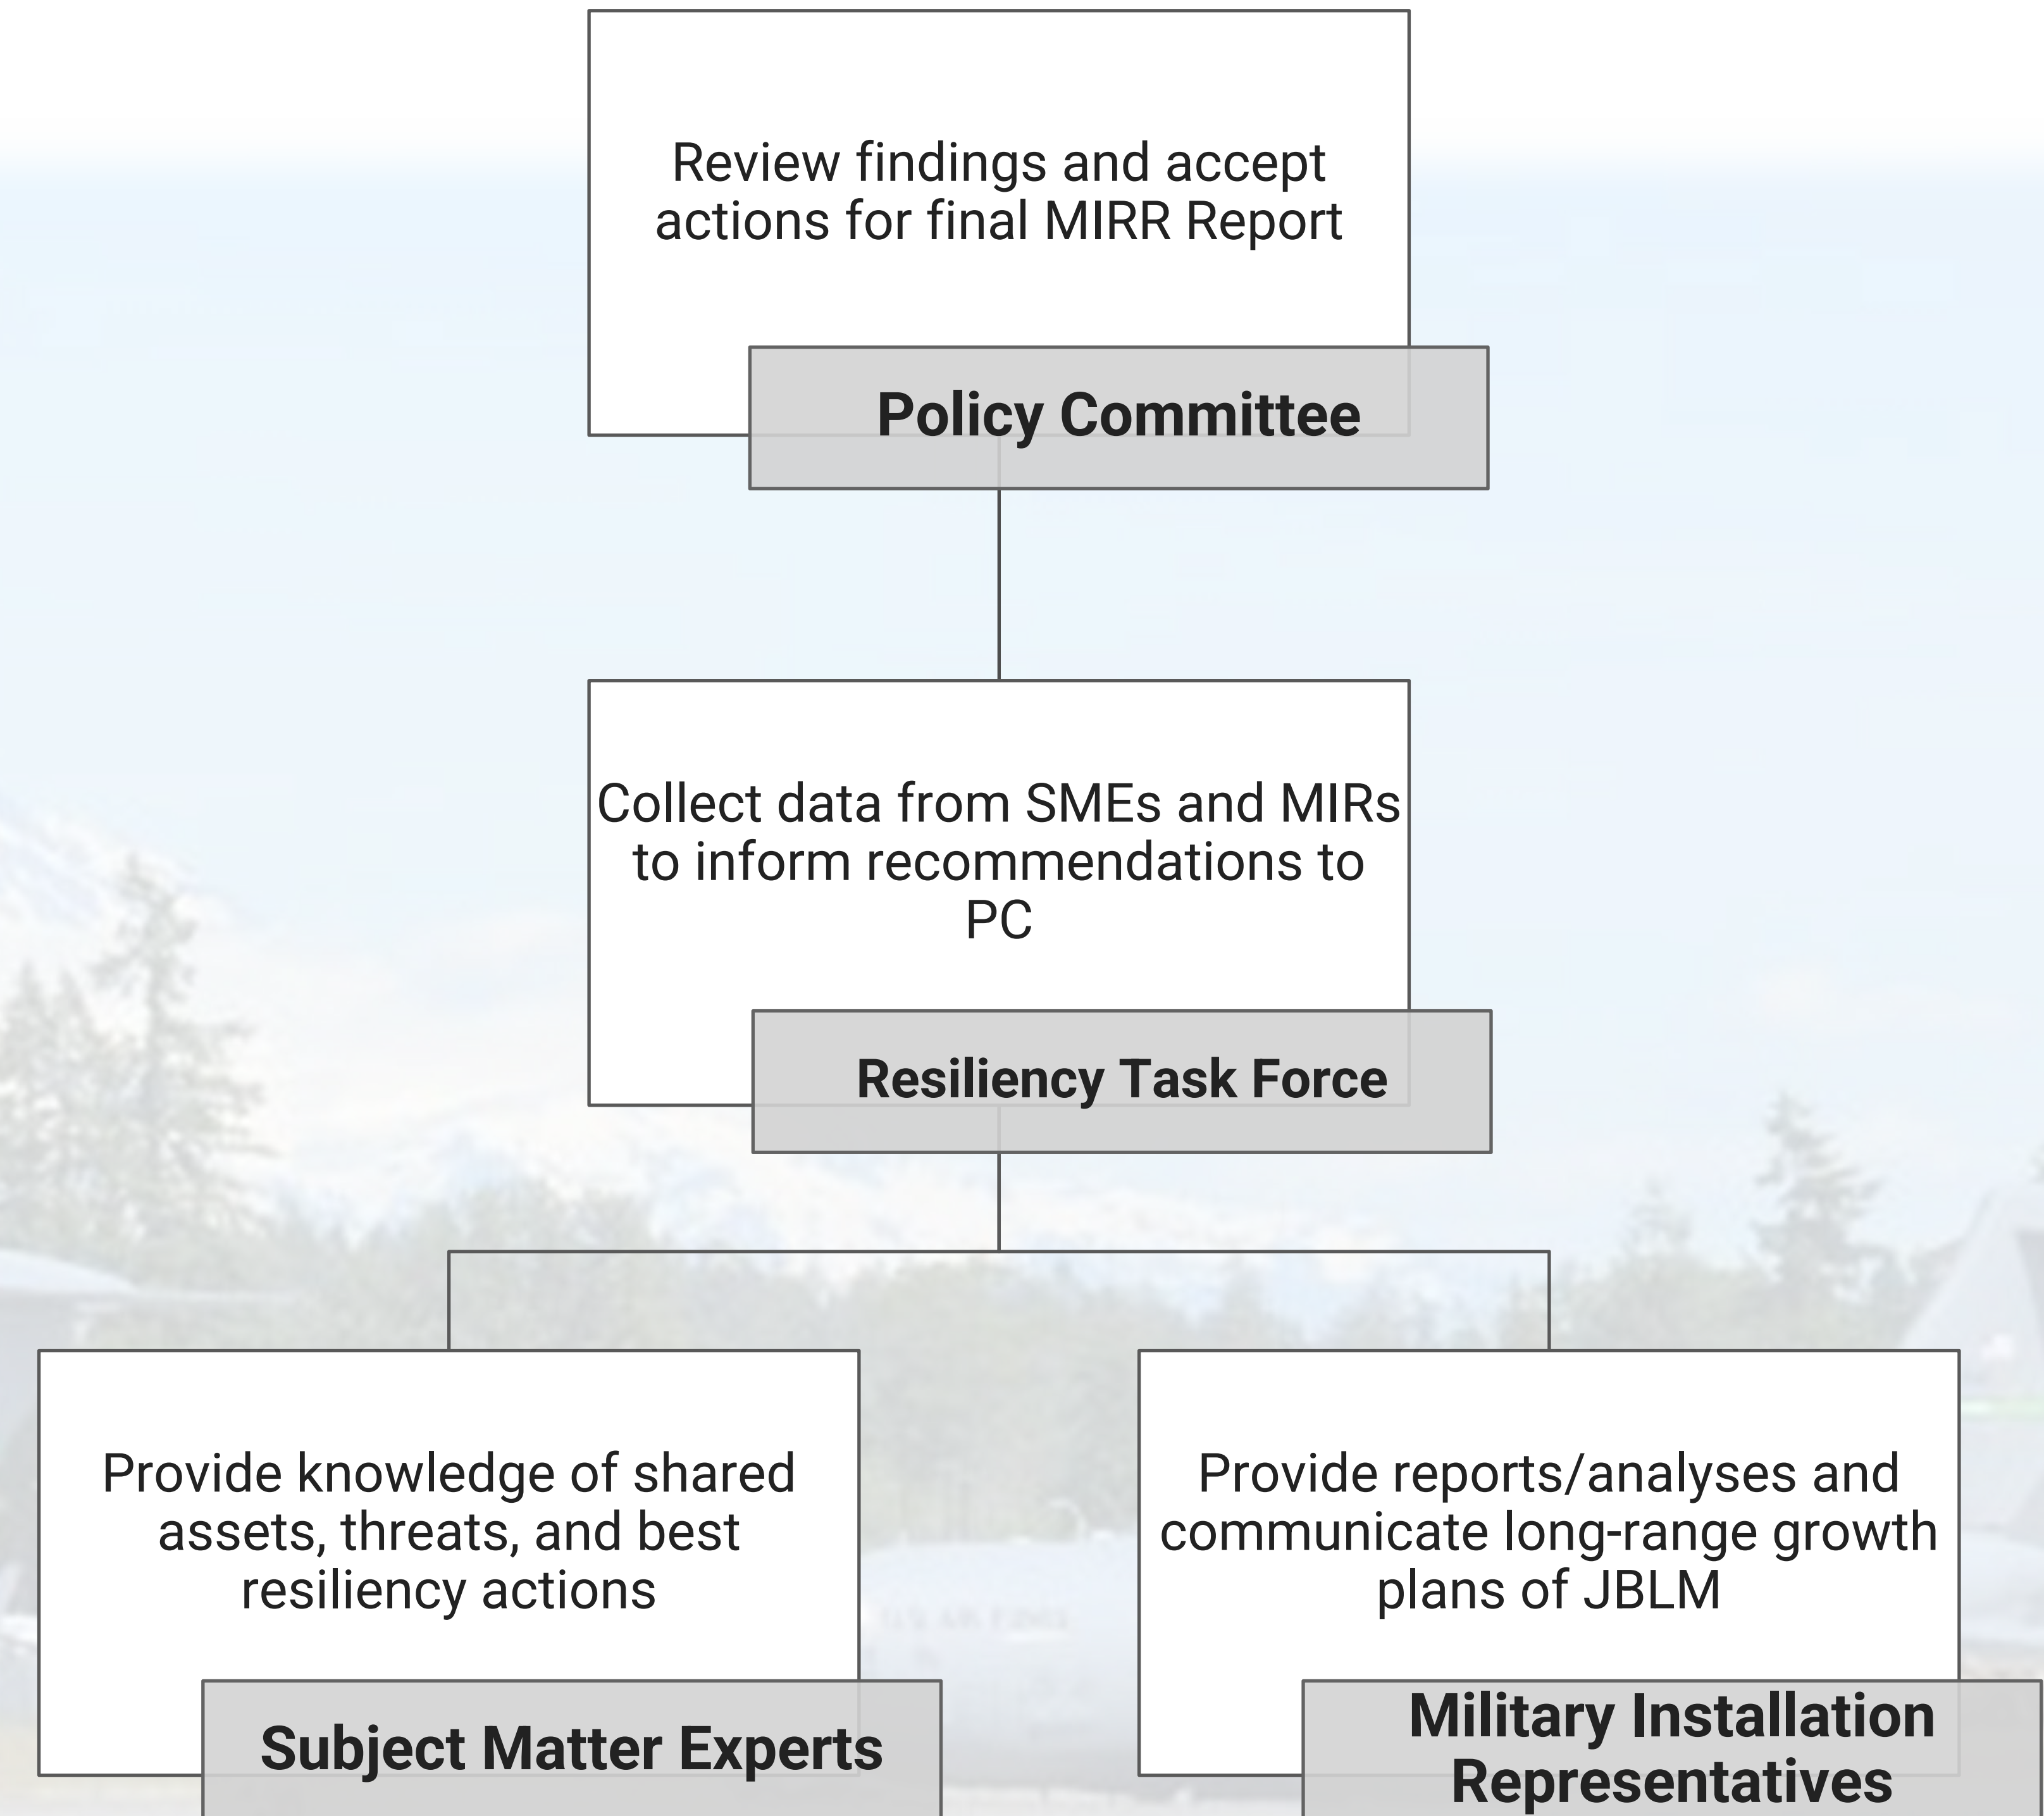 Review findings and accept
actions for final MIRR Report
Policy Committee
Collect data from SMEs and MIRs
to inform recommendations to
PC
Resiliency Task Force
Provide knowledge of shared
assets, threats, and best
resiliency actions
Subject Matter Experts
Provide reports/analyses and
communicate long-range growth
plans of JBLM
Military Installation
Representatives